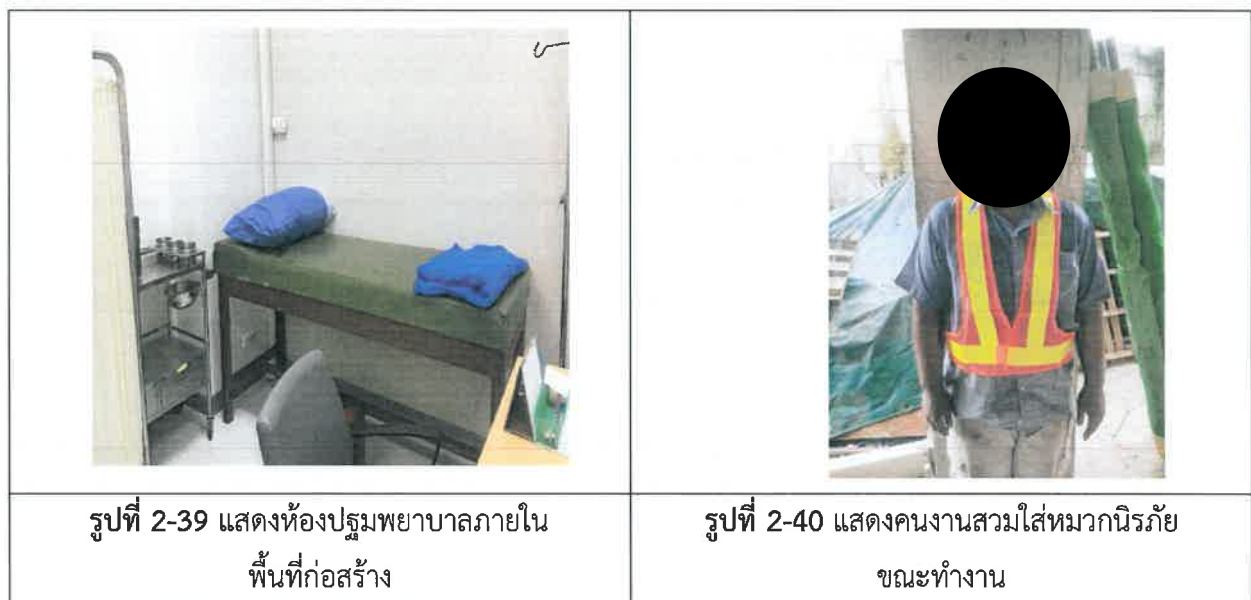 รูปที่ 2-39 แสดงห้องปฐมพยาบาลภายใน
พื้นที่ก่อสร้าง
รูปที่ 2-40 แสดงคนงานสวมใส่หมวกนิรภัย
ขณะทำงาน